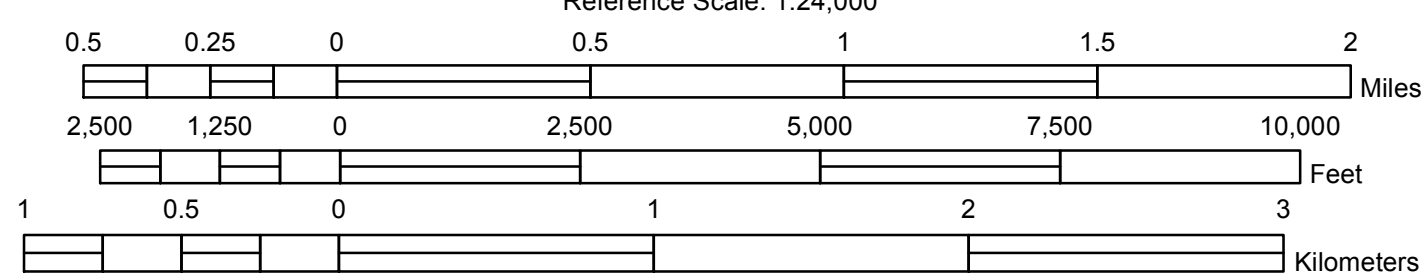 Reference Scale: 1:24,000
0.5 0.25 0 0.5 1 1.5 2
Miles
2,500 1,250 0 2,500 5,000 7,500 10,000
Feet
1 0.5 0 1 2 3
Kilometers